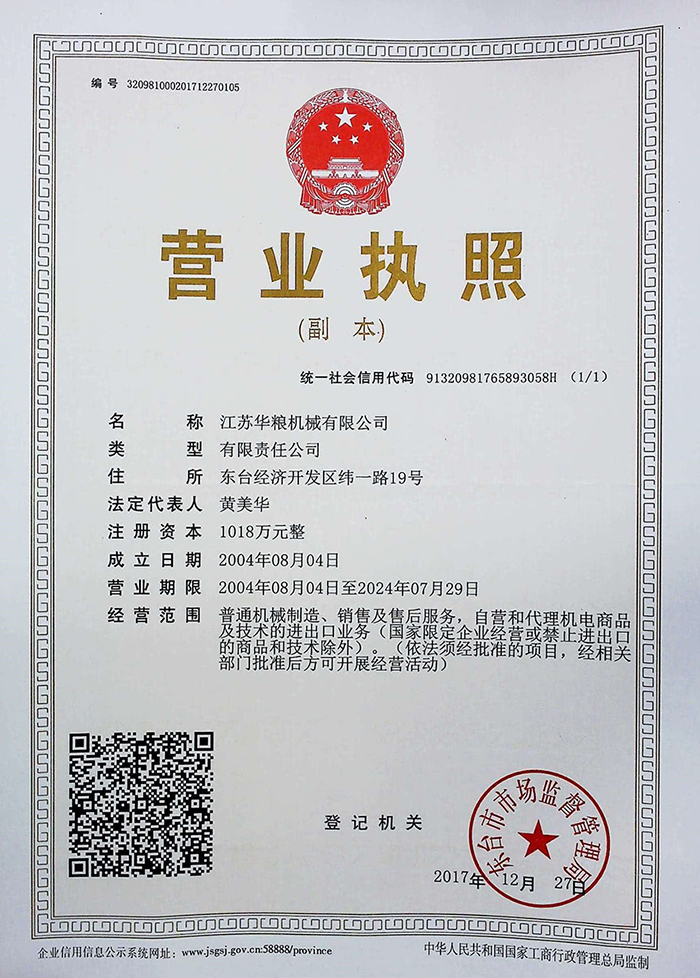 编号 320981000201712270105
营业执照
(副 本)
统一社会信用代码 91320981765893058H (1/1)
名称 江苏华粮机械有限公司
类型 有限责任公司
住所 东台经济开发区纬一路19号
法定代表人 黄美华
注册资本 1018万元整
成立日期 2004年08月04日
营业期限 2004年08月04日至2024年07月29日
经营范围 普通机械制造、销售及售后服务，自营和代理机电商品
及技术的进出口业务（国家限定企业经营或禁止进出口
的商品和技术除外）。（依法须经批准的项目，经相关
部门批准后方可开展经营活动）
登记机关
东台市市场监督管理局
2017年 12月 27日
企业信用信息公示系统网址：www.jsgsj.gov.cn:58888/province
中华人民共和国国家工商行政管理总局监制